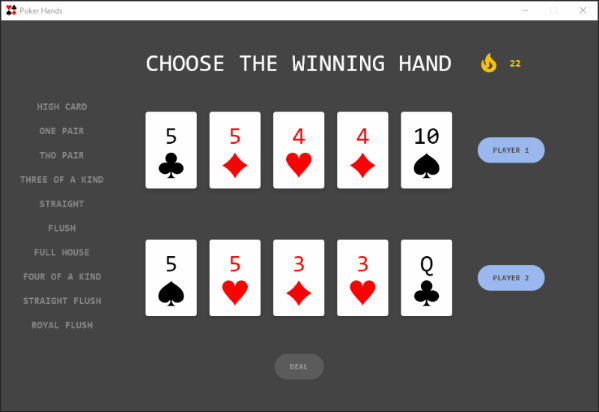 Poker Hands
CHOOSE THE WINNING HAND
22
HIGH CARD
ONE PAIR
TWO PAIR
THREE OF A KIND
STRAIGHT
FLUSH
FULL HOUSE
FOUR OF A KIND
STRAIGHT FLUSH
ROYAL FLUSH
5 5 4 4 10
PLAYER 1
5 5 3 3 Q
PLAYER 2
DEAL